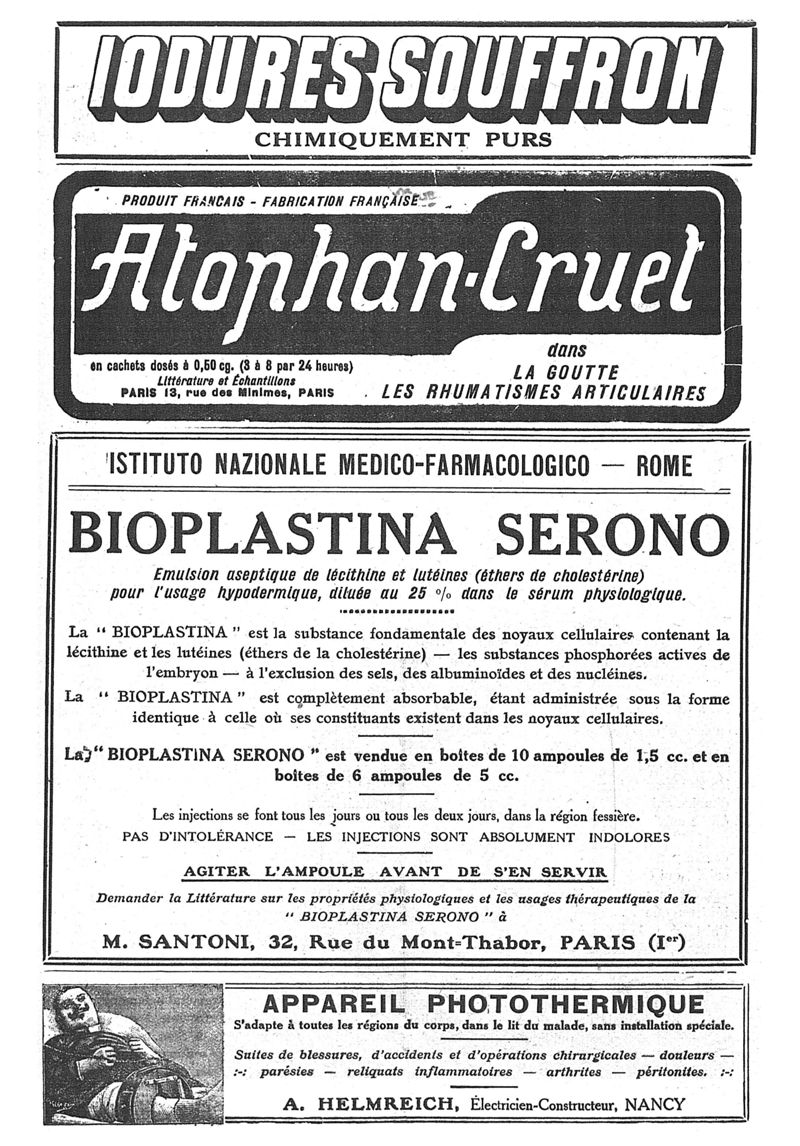 IODURES SOUFFRON
CHIMIQUEMENT PURS
PRODUIT FRANCAIS - FABRICATION FRANÇAISE
Atophan-Cruet
en cachets dosés à 0,50 cg. (3 à 8 par 24 heures)
Littérature et Échantillons
PARIS 13, rue des Minimes, PARIS
dans
LA GOUTTE
LES RHUMATISMES ARTICULAIRES
ISTITUTO NAZIONALE MEDICO-FARMACOLOGICO — ROME
BIOPLASTINA SERONO
Emulsion aseptique de lécithine et lutéines (éthers de cholestérine)
pour l'usage hypodermique, diluée au 25 % dans le sérum physiologique.
La “ BIOPLASTINA ” est la substance fondamentale des noyaux cellulaires contenant la
lécithine et les lutéines (éthers de la cholestérine) — les substances phosphorées actives de
l'embryon — à l'exclusion des sels, des albuminoïdes et des nucléines.
La “ BIOPLASTINA ” est complètement absorbable, étant administrée sous la forme
identique à celle où ses constituants existent dans les noyaux cellulaires.
La “ BIOPLASTINA SERONO ” est vendue en boîtes de 10 ampoules de 1,5 cc. et en
boîtes de 6 ampoules de 5 cc.
Les injections se font tous les jours ou tous les deux jours, dans la région fessière.
PAS D'INTOLÉRANCE — LES INJECTIONS SONT ABSOLUMENT INDOLORES
AGITER L'AMPOULE AVANT DE S'EN SERVIR
Demander la Littérature sur les propriétés physiologiques et les usages thérapeutiques de la
“ BIOPLASTINA SERONO ” à
M. SANTONI, 32, Rue du Mont=Thabor, PARIS (Ier)
APPAREIL PHOTOTHERMIQUE
S'adapte à toutes les régions du corps, dans le lit du malade, sans installation spéciale.
Suites de blessures, d'accidents et d'opérations chirurgicales — douleurs —
:-: parésies — reliquats inflammatoires — arthrites — péritonites. :-:
A. HELMREICH, Électricien-Constructeur, NANCY